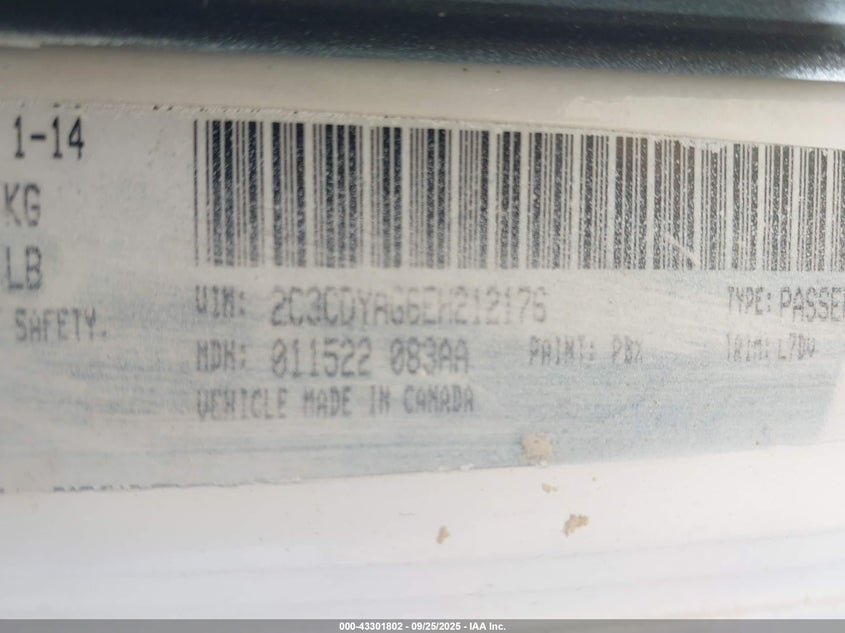 1-14
KG
LB
SAFETY.
VIN: 2C3CDYAG6EH212176
TYPE: PASSE
MDH: 011522 083AA
PAINT: PBX
TRIM: L7DV
VEHICLE MADE IN CANADA
000-43301802 - 09/25/2025 - IAA Inc.